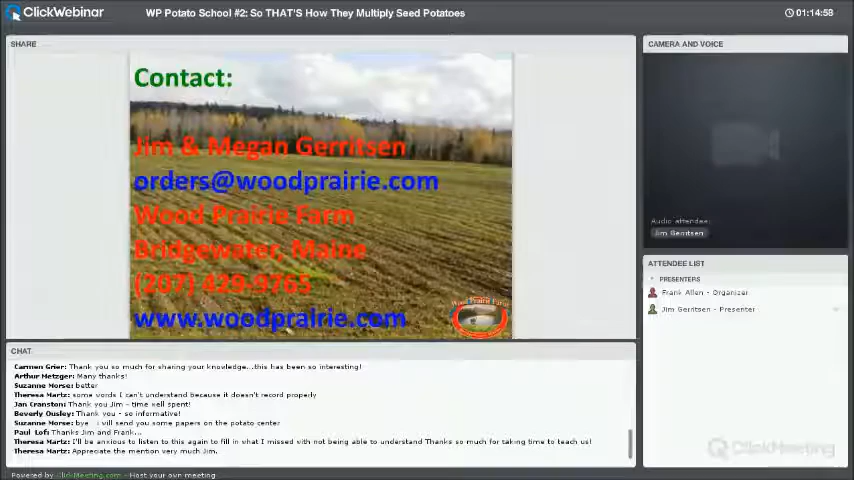 ClickWebinar
WP Potato School #2: So THAT'S How They Multiply Seed Potatoes
01:14:58
SHARE
Contact:
Jim & Megan Gerritsen
orders@woodprairie.com
Wood Prairie Farm
Bridgewater, Maine
(207) 429-9765
www.woodprairie.com
Wood Prairie Farm
CAMERA AND VOICE
Audio attendee:
Jim Gerritsen
ATTENDEE LIST
PRESENTERS
Frank Allen - Organizer
Jim Gerritsen - Presenter
CHAT
Carmen Grier: Thank you so much for sharing your knowledge...this has been so interesting!
Arthur Metzger: Many thanks!
Suzanne Morse: better
Theresa Martz: some words I can't understand because it doesn't record properly
Jan Cranston: Thank you Jim - time well spent!
Beverly Ousley: Thank you - so informative!
Suzanne Morse: bye i will send you some papers on the potato center
Paul Lof: Thanks Jim and Frank...
Theresa Martz: I'll be anxious to listen to this again to fill in what I missed with not being able to understand Thanks so much for taking time to teach us!
Theresa Martz: Appreciate the mention very much Jim.
ClickMeeting
Powered by ClickMeeting.com - Host your own meeting